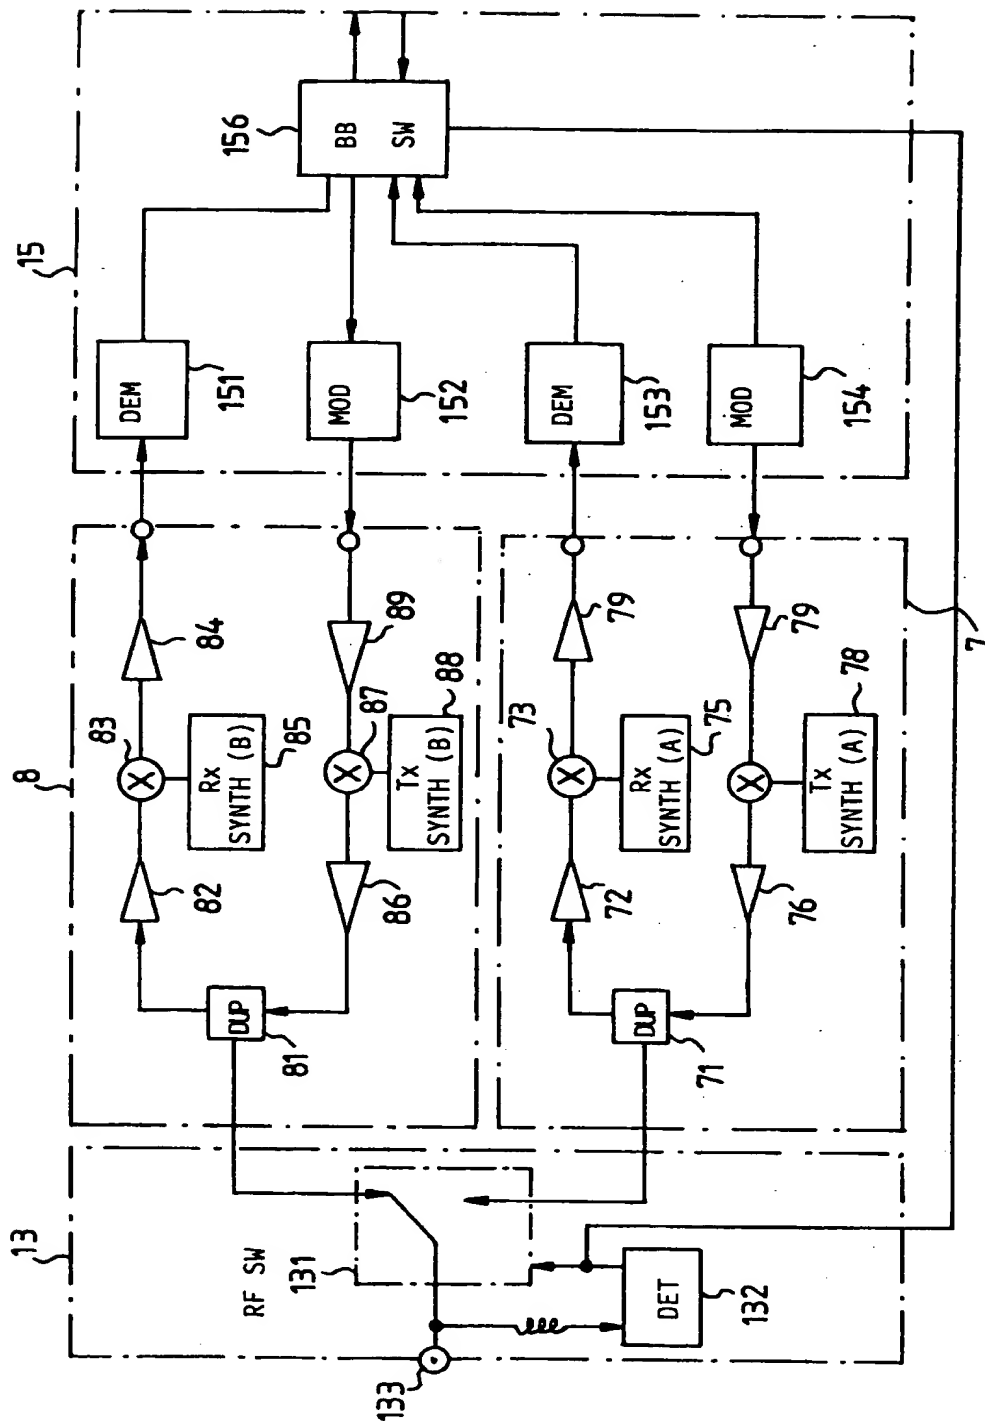 13
RF SW
133
131
DET
132
8
DUP
81
82
83
84
Rx
SYNTH (B)
85
86
87
89
Tx
SYNTH (B)
88
DUP
71
72
73
79
Rx
SYNTH (A)
75
76
79
Tx
SYNTH (A)
78
7
15
DEM
151
MOD
152
DEM
153
MOD
154
156
BB
SW